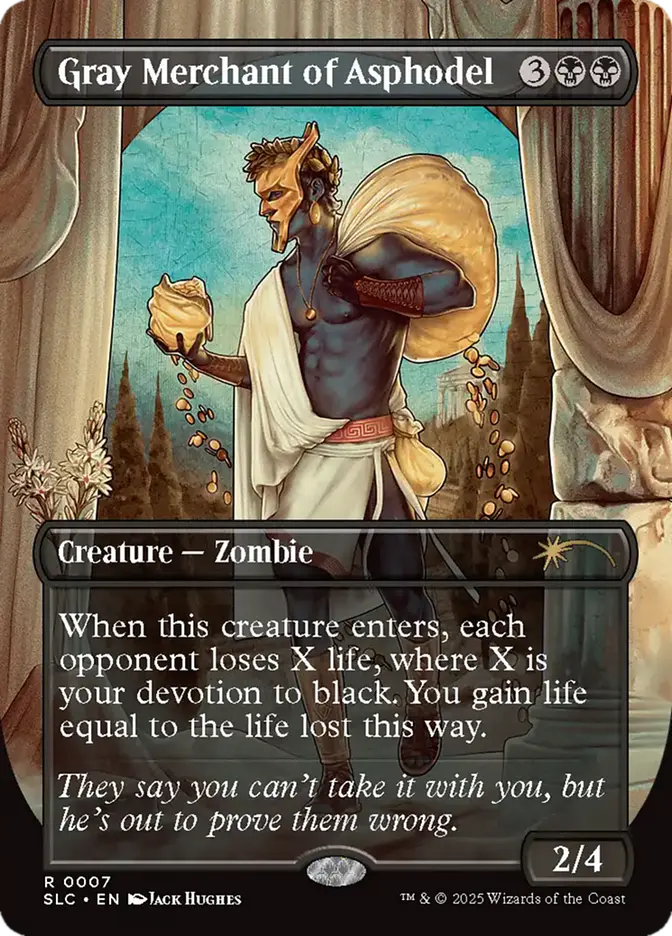 Gray Merchant of Asphodel 3
Creature — Zombie
When this creature enters, each
opponent loses X life, where X is
your devotion to black. You gain life
equal to the life lost this way.
They say you can't take it with you, but
he's out to prove them wrong.
2/4
R 0007
SLC • EN Jack Hughes
™ & © 2025 Wizards of the Coast